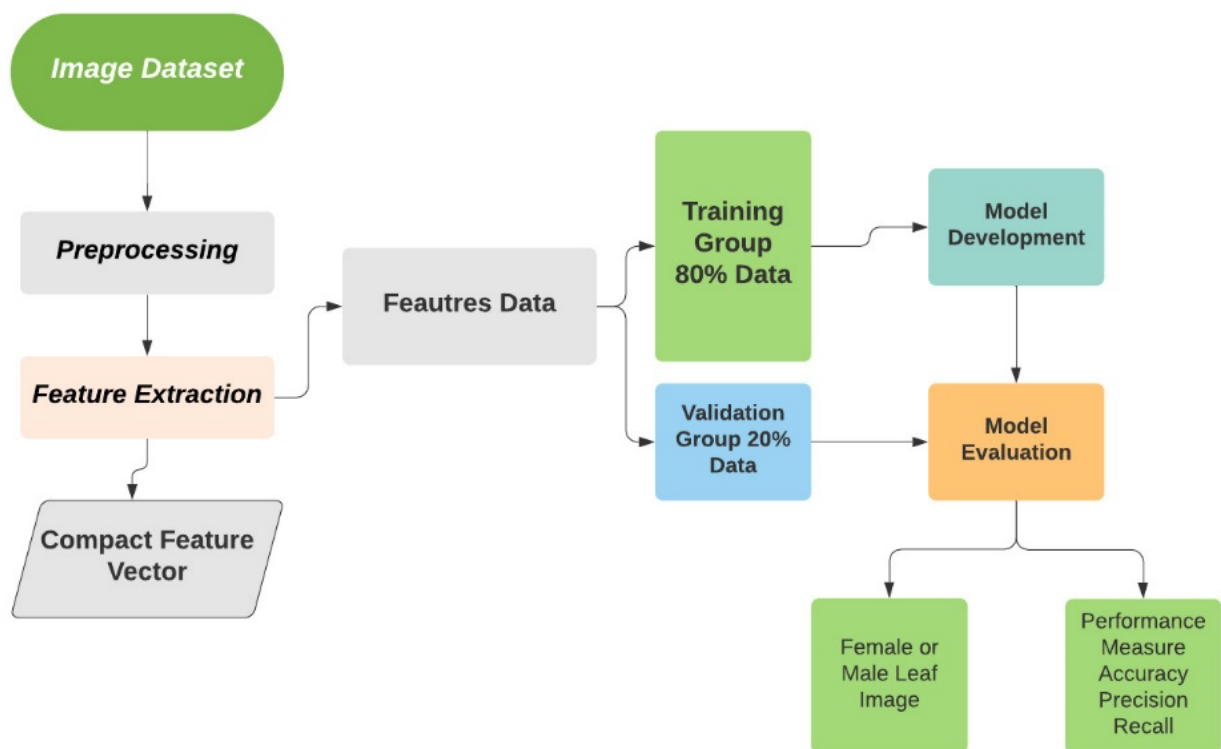 Image Dataset
Preprocessing
Feature Extraction
Compact Feature
Vector
Feautres Data
Training
Group
80% Data
Validation
Group 20%
Data
Model
Development
Model
Evaluation
Female or
Male Leaf
Image
Performance
Measure
Accuracy
Precision
Recall